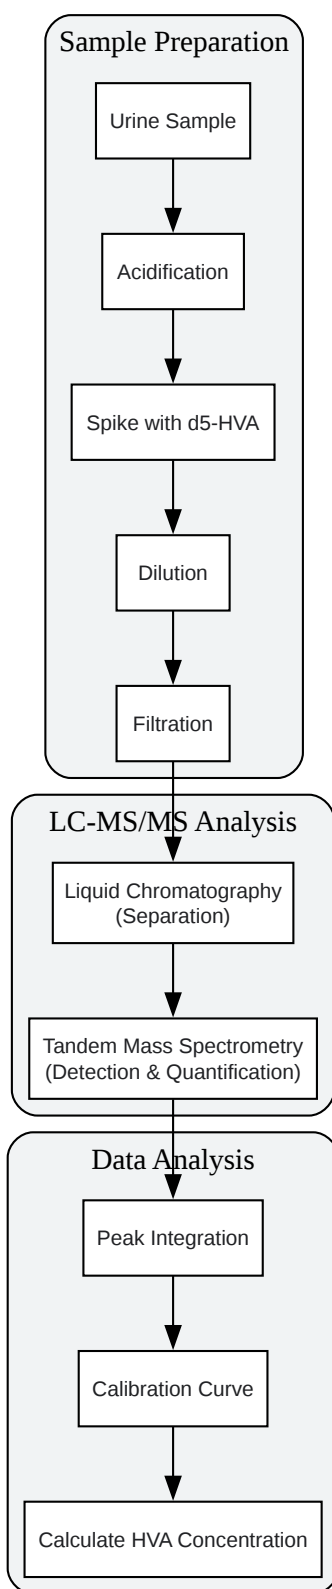 Sample Preparation
Urine Sample
Acidification
Spike with d5-HVA
Dilution
Filtration
LC-MS/MS Analysis
Liquid Chromatography
(Separation)
Tandem Mass Spectrometry
(Detection & Quantification)
Data Analysis
Peak Integration
Calibration Curve
Calculate HVA Concentration